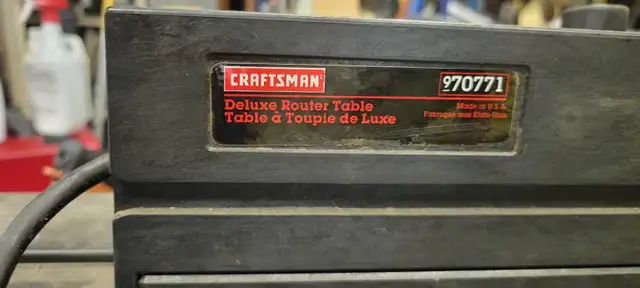 CRAFTSMAN
970771
Deluxe Router Table
Table à Toupie de Luxe
Made in U.S.A.
Fabriqué aux États-Unis